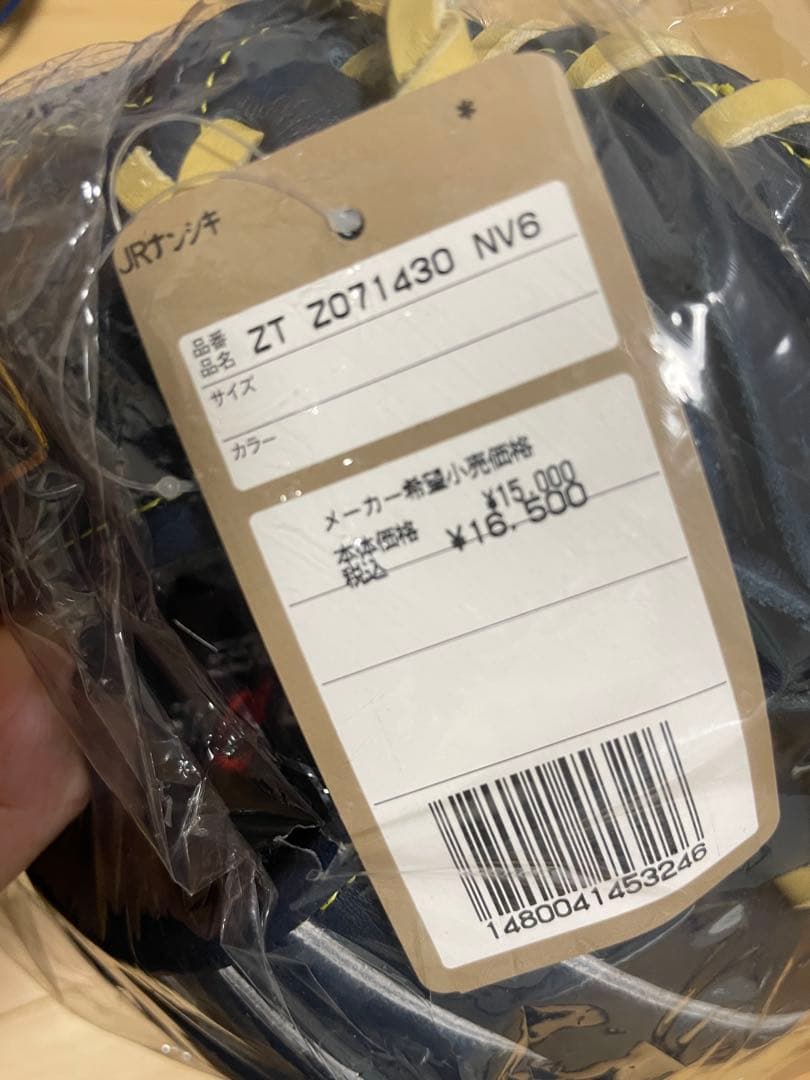 *
JRナンシキ
品番
品名 ZT Z071430 NV6
サイズ
カラー
メーカー希望小売価格
本体価格 ¥15,000
税込 ¥16,500
1480041453246